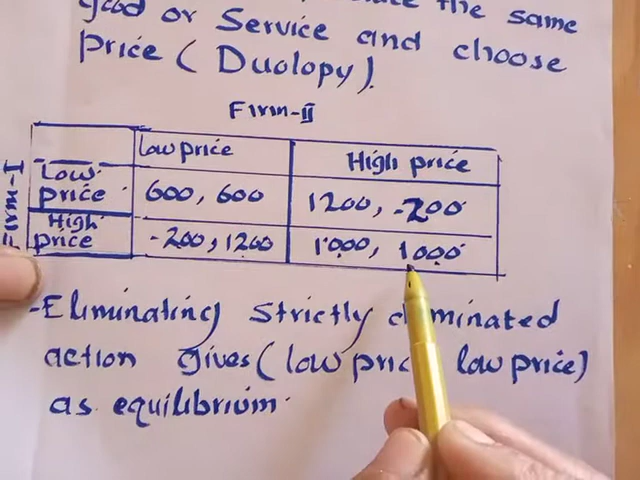 the same
good or Service and choose
price ( Duolopy ).
Firm-II
low price High price
Low price 600, 600 1200, -200
High price -200, 1200 1000, 1000
Firm-I
-Eliminating strictly dominated
action gives ( low price low price )
as equilibrium.